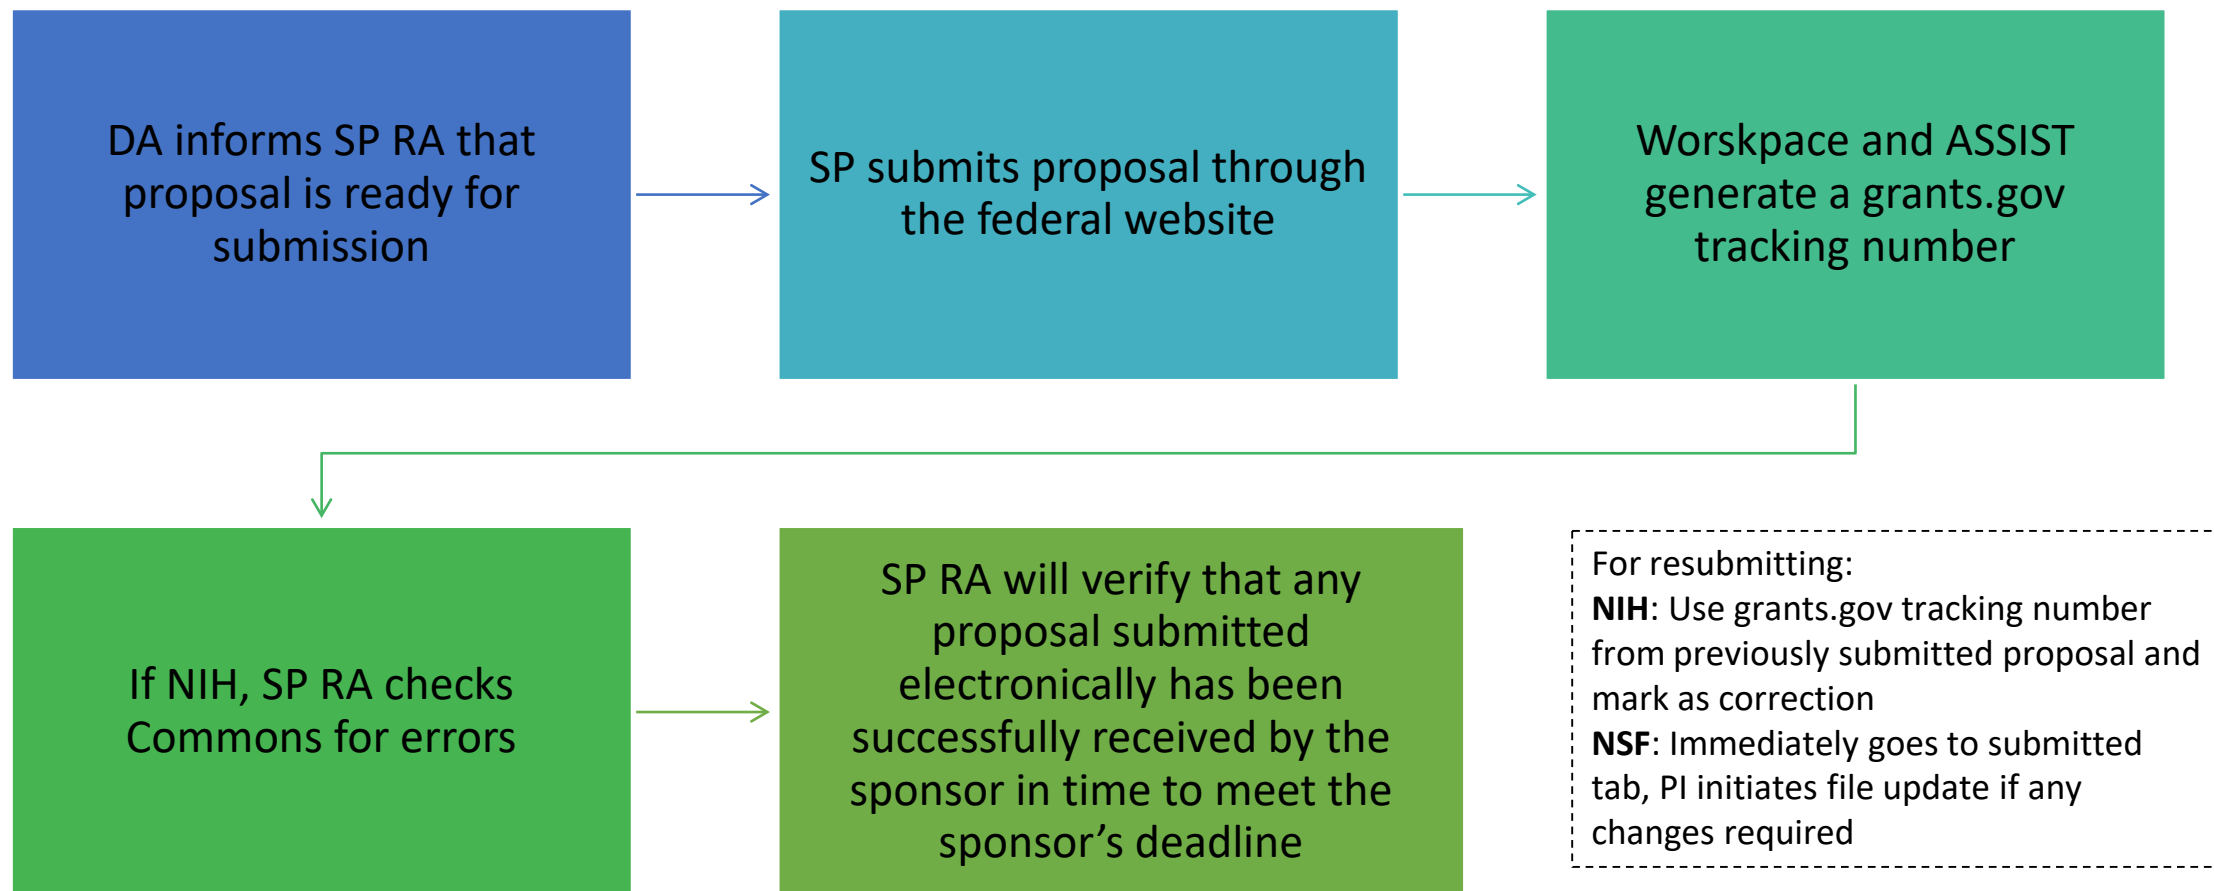 DA informs SP RA that
proposal is ready for
submission
SP submits proposal through
the federal website
Worskpace and ASSIST
generate a grants.gov
tracking number
If NIH, SP RA checks
Commons for errors
SP RA will verify that any
proposal submitted
electronically has been
successfully received by the
sponsor in time to meet the
sponsor’s deadline
For resubmitting:
NIH: Use grants.gov tracking number
from previously submitted proposal and
mark as correction
NSF: Immediately goes to submitted
tab, PI initiates file update if any
changes required